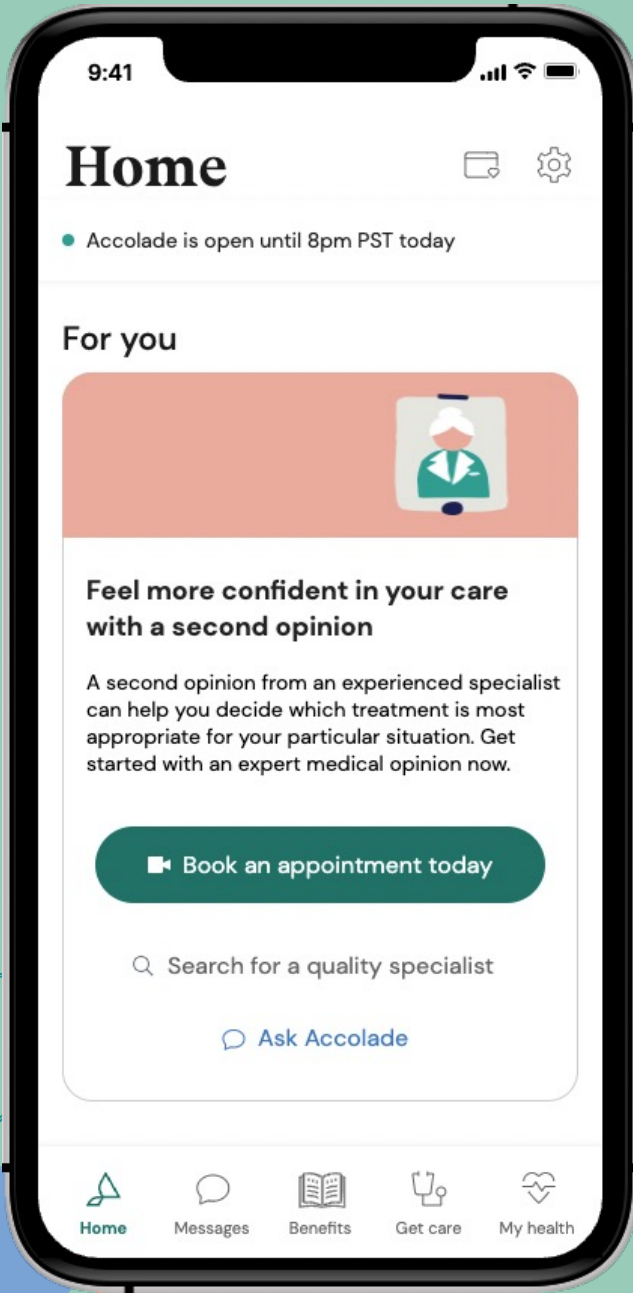 9:41
Home
Accolade is open until 8pm PST today
For you
Feel more confident in your care
with a second opinion
A second opinion from an experienced specialist
can help you decide which treatment is most
appropriate for your particular situation. Get
started with an expert medical opinion now.
Book an appointment today
Search for a quality specialist
Ask Accolade
Home Messages Benefits Get care My health